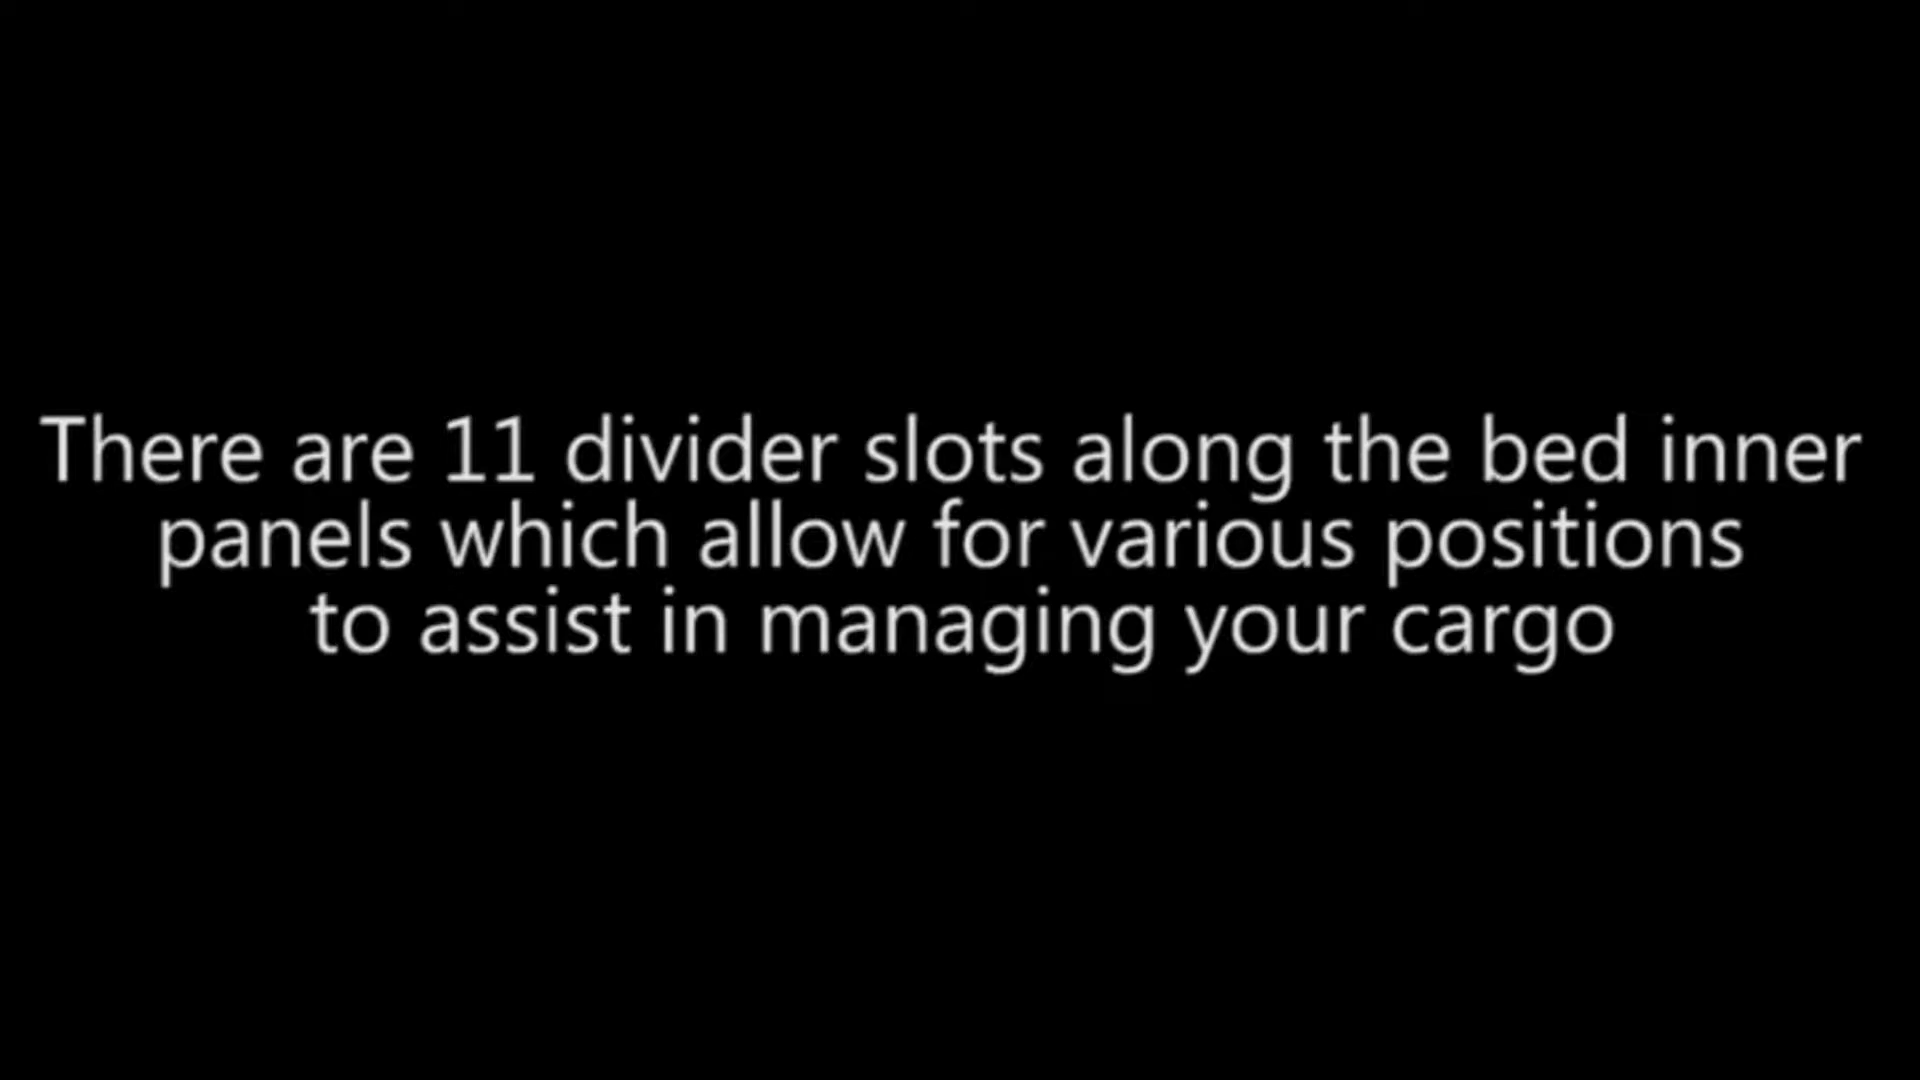 There are 11 divider slots along the bed inner
panels which allow for various positions
to assist in managing your cargo